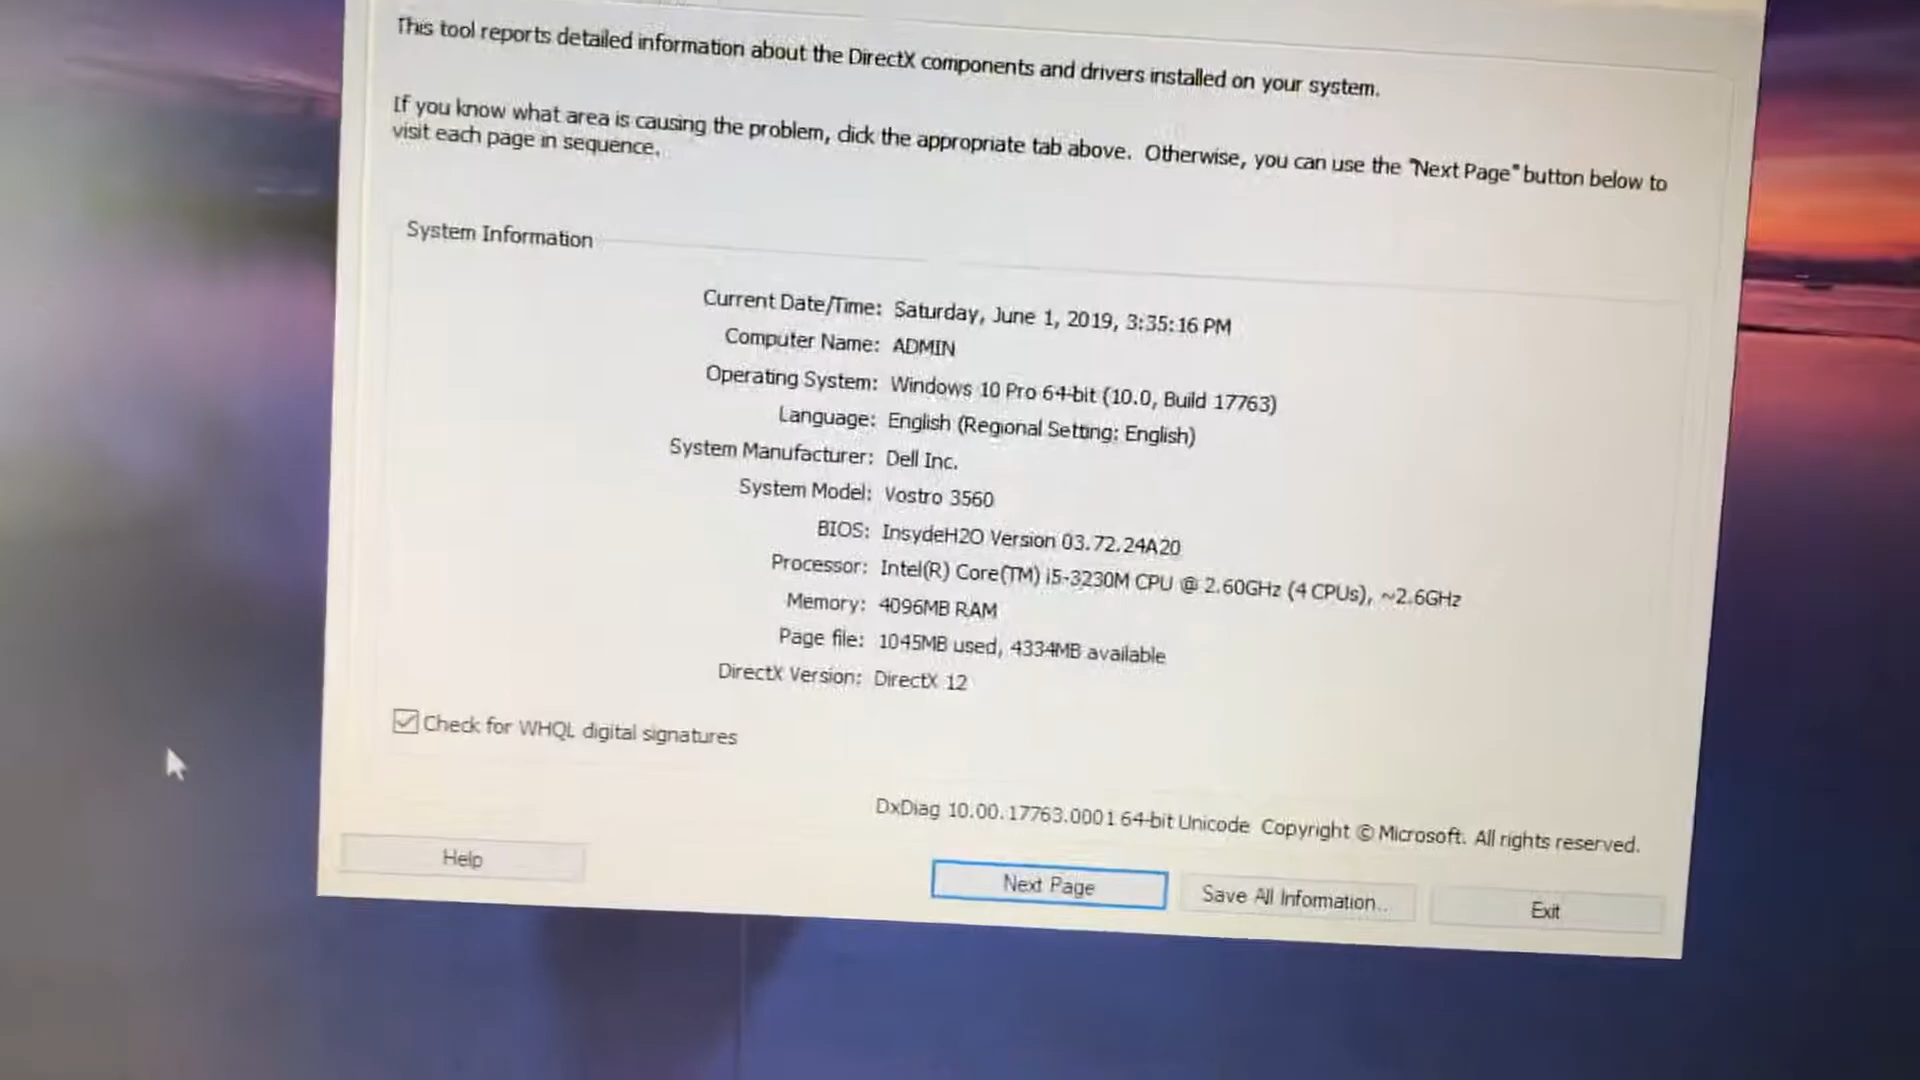 This tool reports detailed information about the DirectX components and drivers installed on your system.
If you know what area is causing the problem, click the appropriate tab above. Otherwise, you can use the "Next Page" button below to
visit each page in sequence.
System Information
Current Date/Time: Saturday, June 1, 2019, 3:35:16 PM
Computer Name: ADMIN
Operating System: Windows 10 Pro 64-bit (10.0, Build 17763)
Language: English (Regional Setting: English)
System Manufacturer: Dell Inc.
System Model: Vostro 3560
BIOS: InsydeH2O Version 03.72.24A20
Processor: Intel(R) Core(TM) i5-3230M CPU @ 2.60GHz (4 CPUs), ~2.6GHz
Memory: 4096MB RAM
Page file: 1045MB used, 4334MB available
DirectX Version: DirectX 12
Check for WHQL digital signatures
DxDiag 10.00.17763.0001 64-bit Unicode Copyright © Microsoft. All rights reserved.
Help
Next Page
Save All Information...
Exit